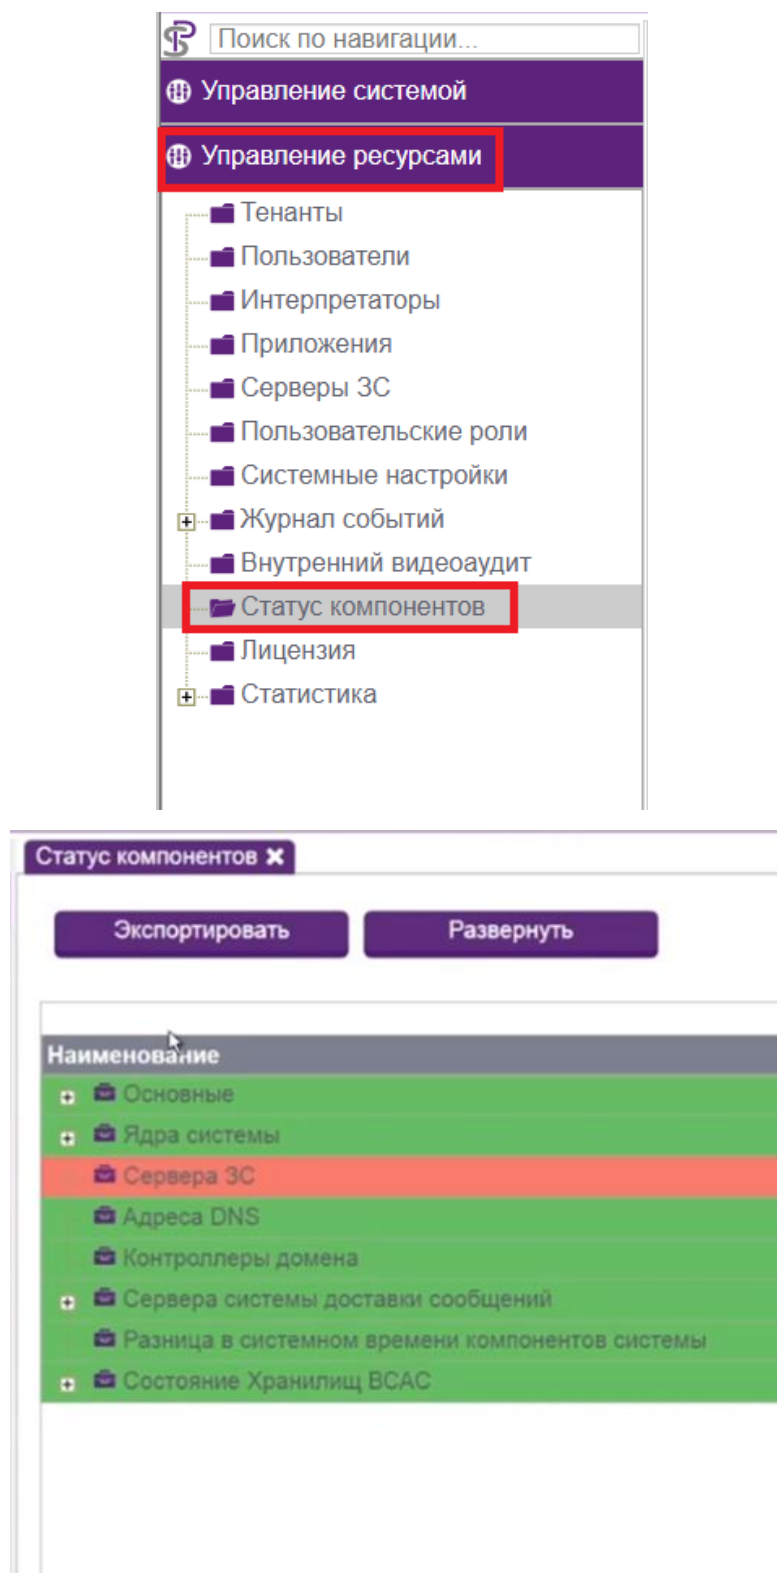 Поиск по навигации...
Управление системой
Управление ресурсами
Тенанты
Пользователи
Интерпретаторы
Приложения
Серверы ЗС
Пользовательские роли
Системные настройки
Журнал событий
Внутренний видеоаудит
Статус компонентов
Лицензия
Статистика
Статус компонентов
Экспортировать Развернуть
Наименование
Основные
Ядра системы
Сервера ЗС
Адреса DNS
Контроллеры домена
Сервера системы доставки сообщений
Разница в системном времени компонентов системы
Состояние Хранилищ ВСАС